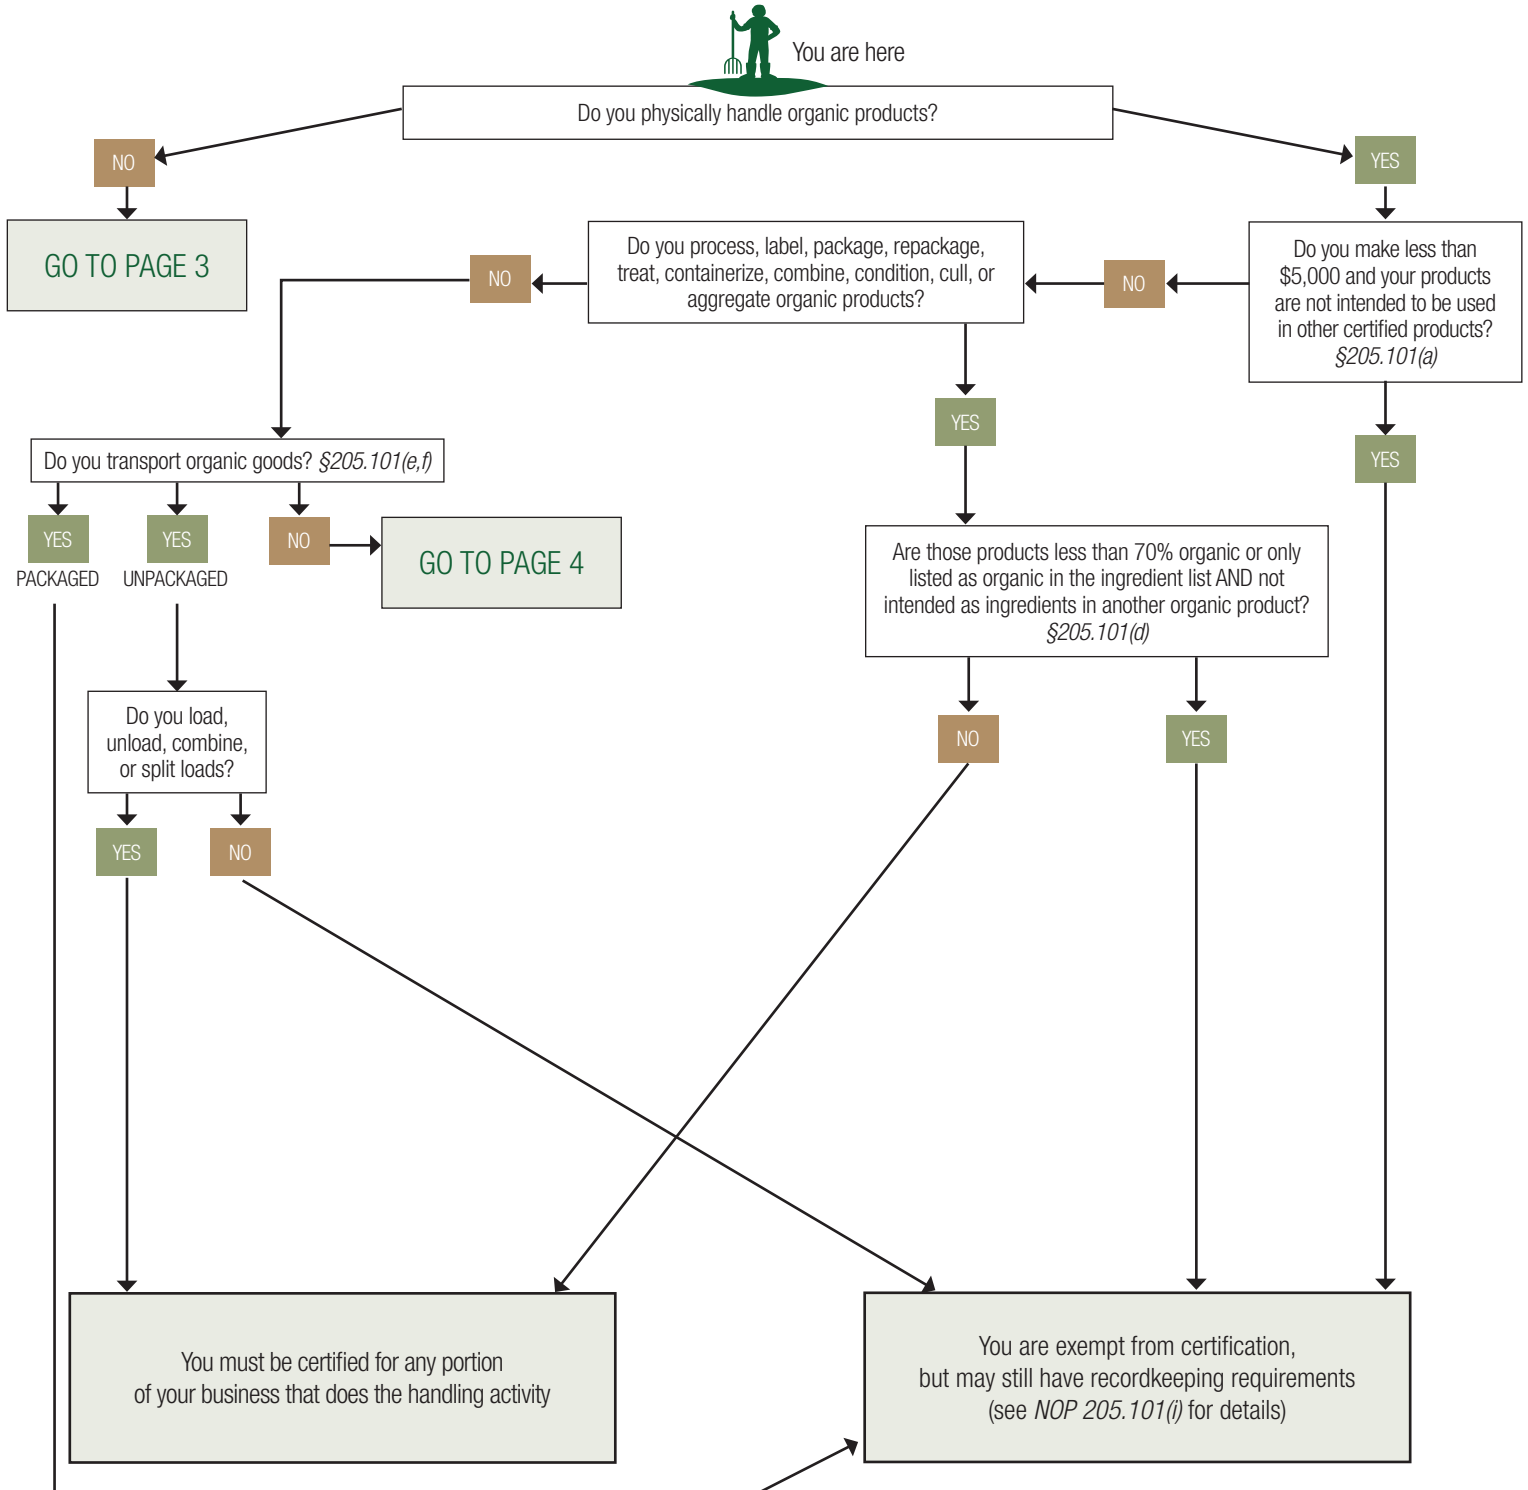 You are here
Do you physically handle organic products?
NO
YES
GO TO PAGE 3
Do you process, label, package, repackage,
treat, containerize, combine, condition, cull, or
aggregate organic products?
NO
NO
Do you make less than
$5,000 and your products
are not intended to be used
in other certified products?
§205.101(a)
YES
YES
Do you transport organic goods? §205.101(e,f)
YES
PACKAGED
YES
UNPACKAGED
NO
GO TO PAGE 4
Are those products less than 70% organic or only
listed as organic in the ingredient list AND not
intended as ingredients in another organic product?
§205.101(d)
Do you load,
unload, combine,
or split loads?
NO
YES
YES
NO
You must be certified for any portion
of your business that does the handling activity
You are exempt from certification,
but may still have recordkeeping requirements
(see NOP 205.101(i) for details)